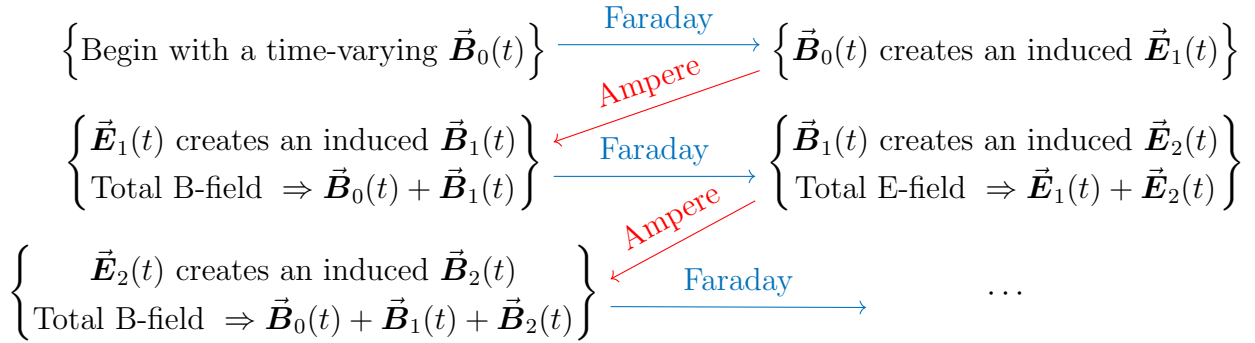 {Begin with a time-varying B⃗₀(t)} Faraday {B⃗₀(t) creates an induced E⃗₁(t)}
Ampere
{E⃗₁(t) creates an induced B⃗₁(t) Faraday {B⃗₁(t) creates an induced E⃗₂(t)
Total B-field ⇒ B⃗₀(t) + B⃗₁(t)} Total E-field ⇒ E⃗₁(t) + E⃗₂(t)}
Ampere
{E⃗₂(t) creates an induced B⃗₂(t) Faraday ...
Total B-field ⇒ B⃗₀(t) + B⃗₁(t) + B⃗₂(t)}